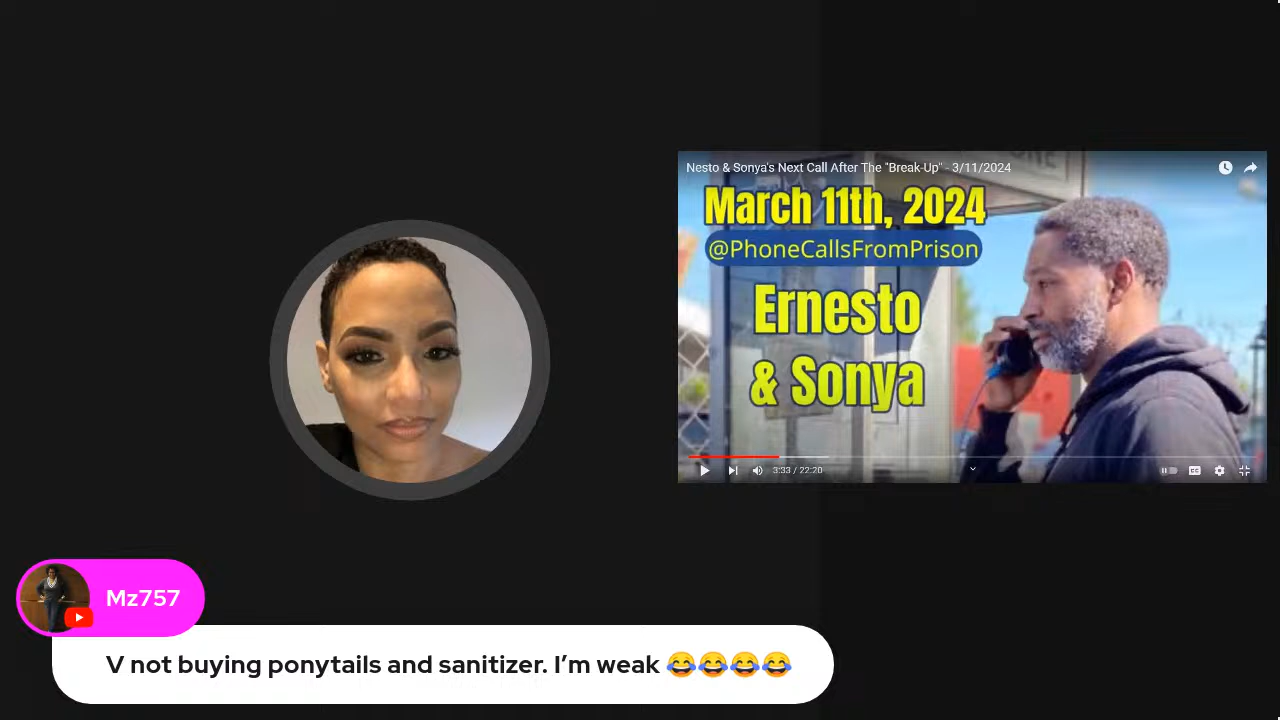 Nesto & Sonya's Next Call After The "Break-Up" - 3/11/2024
March 11th, 2024
@PhoneCallsFromPrison
Ernesto
& Sonya
3:33 / 22:20
CC
Mz757
V not buying ponytails and sanitizer. I’m weak 😂😂😂😂